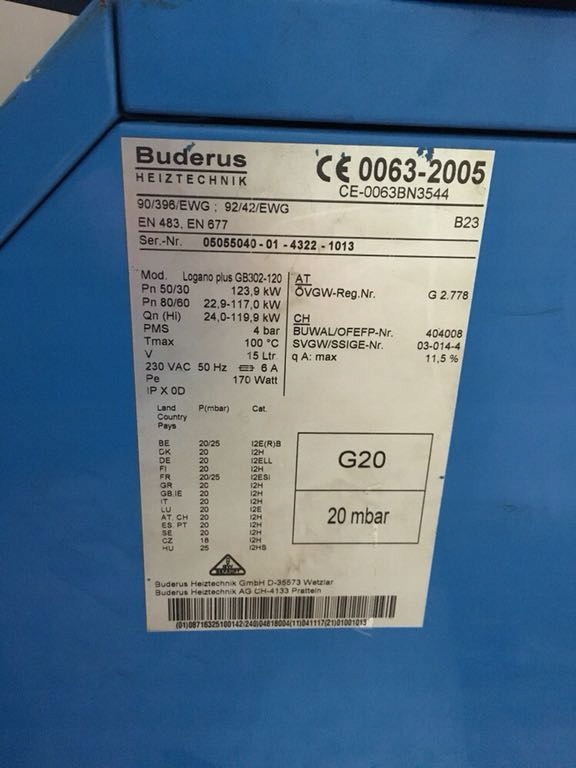 Buderus
HEIZTECHNIK
CE 0063-2005
CE-0063BN3544
90/396/EWG ; 92/42/EWG
EN 483, EN 677
B23
Ser.-Nr. 05055040-01-4322-1013
Mod. Logano plus GB302-120
Pn 50/30 123,9 kW
Pn 80/60 22,9-117,0 kW
Qn (Hi) 24,0-119,9 kW
PMS 4 bar
Tmax 100 °C
V 15 Ltr.
230 VAC 50 Hz 6 A
Pe 170 Watt
IP X 0D
AT
ÖVGW-Reg.Nr. G 2.778
CH
BUWAL/OFEFP-Nr. 404008
SVGW/SSIGE-Nr. 03-014-4
q A: max 11,5 %
Land P(mbar) Cat.
Country
Pays
BE 20/25 I2E(R)B
DK 20 I2H
DE 20 I2ELL
FI 20 I2H
FR 20/25 I2ESI
GR 20 I2H
GB.IE 20 I2H
IT 20 I2H
LU 20 I2E
AT. CH 20 I2H
ES. PT 20 I2H
SE 20 I2H
CZ 18 I2H
HU 25 I2HS
G20
20 mbar
Buderus Heiztechnik GmbH D-35573 Wetzlar
Buderus Heiztechnik AG CH-4133 Pratteln
(01)08716325100142(240)04818004(11)041117(21)01001013